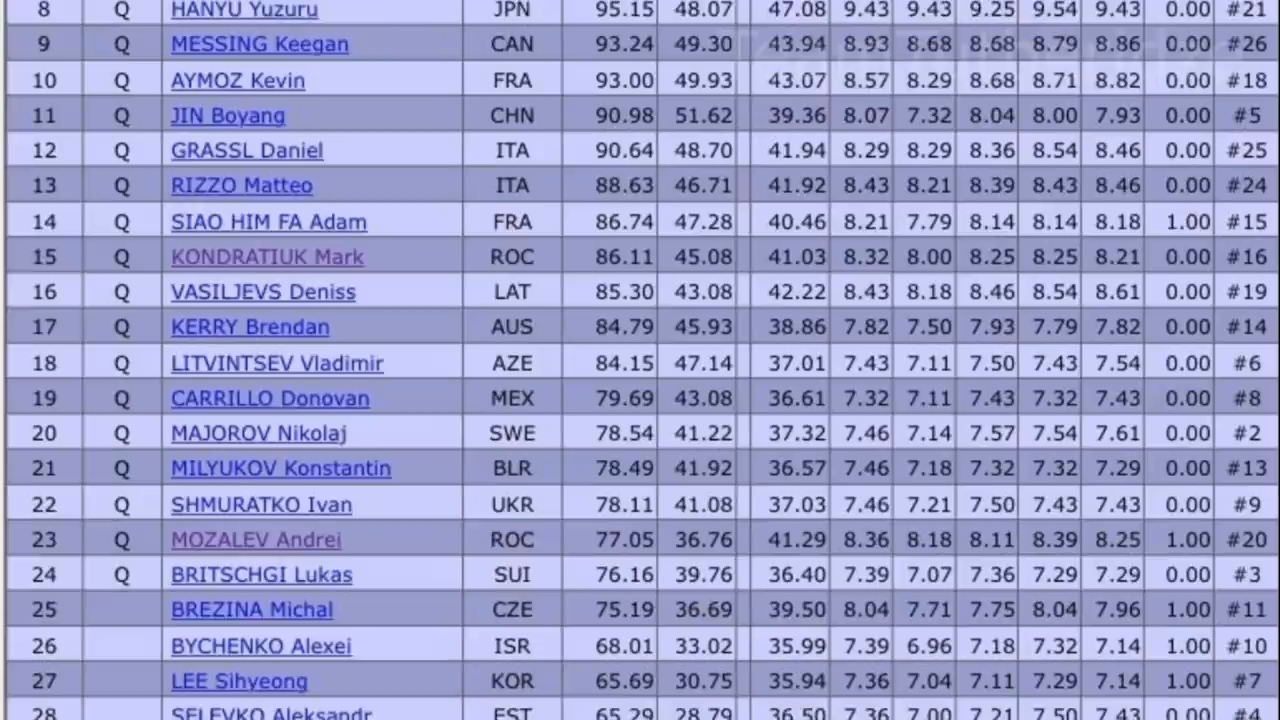 8 Q HANYU Yuzuru JPN 95.15 48.07 47.08 9.43 9.43 9.25 9.54 9.43 0.00 #21
9 Q MESSING Keegan CAN 93.24 49.30 43.94 8.93 8.68 8.68 8.79 8.86 0.00 #26
10 Q AYMOZ Kevin FRA 93.00 49.93 43.07 8.57 8.29 8.68 8.71 8.82 0.00 #18
11 Q JIN Boyang CHN 90.98 51.62 39.36 8.07 7.32 8.04 8.00 7.93 0.00 #5
12 Q GRASSL Daniel ITA 90.64 48.70 41.94 8.29 8.29 8.36 8.54 8.46 0.00 #25
13 Q RIZZO Matteo ITA 88.63 46.71 41.92 8.43 8.21 8.39 8.43 8.46 0.00 #24
14 Q SIAO HIM FA Adam FRA 86.74 47.28 40.46 8.21 7.79 8.14 8.14 8.18 1.00 #15
15 Q KONDRATIUK Mark ROC 86.11 45.08 41.03 8.32 8.00 8.25 8.25 8.21 0.00 #16
16 Q VASILJEVS Deniss LAT 85.30 43.08 42.22 8.43 8.18 8.46 8.54 8.61 0.00 #19
17 Q KERRY Brendan AUS 84.79 45.93 38.86 7.82 7.50 7.93 7.79 7.82 0.00 #14
18 Q LITVINTSEV Vladimir AZE 84.15 47.14 37.01 7.43 7.11 7.50 7.43 7.54 0.00 #6
19 Q CARRILLO Donovan MEX 79.69 43.08 36.61 7.32 7.11 7.43 7.32 7.43 0.00 #8
20 Q MAJOROV Nikolaj SWE 78.54 41.22 37.32 7.46 7.14 7.57 7.54 7.61 0.00 #2
21 Q MILYUKOV Konstantin BLR 78.49 41.92 36.57 7.46 7.18 7.32 7.32 7.29 0.00 #13
22 Q SHMURATKO Ivan UKR 78.11 41.08 37.03 7.46 7.21 7.50 7.43 7.43 0.00 #9
23 Q MOZALEV Andrei ROC 77.05 36.76 41.29 8.36 8.18 8.11 8.39 8.25 1.00 #20
24 Q BRITSCHGI Lukas SUI 76.16 39.76 36.40 7.39 7.07 7.36 7.29 7.29 0.00 #3
25 BREZINA Michal CZE 75.19 36.69 39.50 8.04 7.71 7.75 8.04 7.96 1.00 #11
26 BYCHENKO Alexei ISR 68.01 33.02 35.99 7.39 6.96 7.18 7.32 7.14 1.00 #10
27 LEE Sihyeong KOR 65.69 30.75 35.94 7.36 7.04 7.11 7.29 7.14 1.00 #7
28 SELEVKO Aleksandr EST 65.29 28.79 36.50 7.36 7.00 7.21 7.50 7.43 0.00 #4